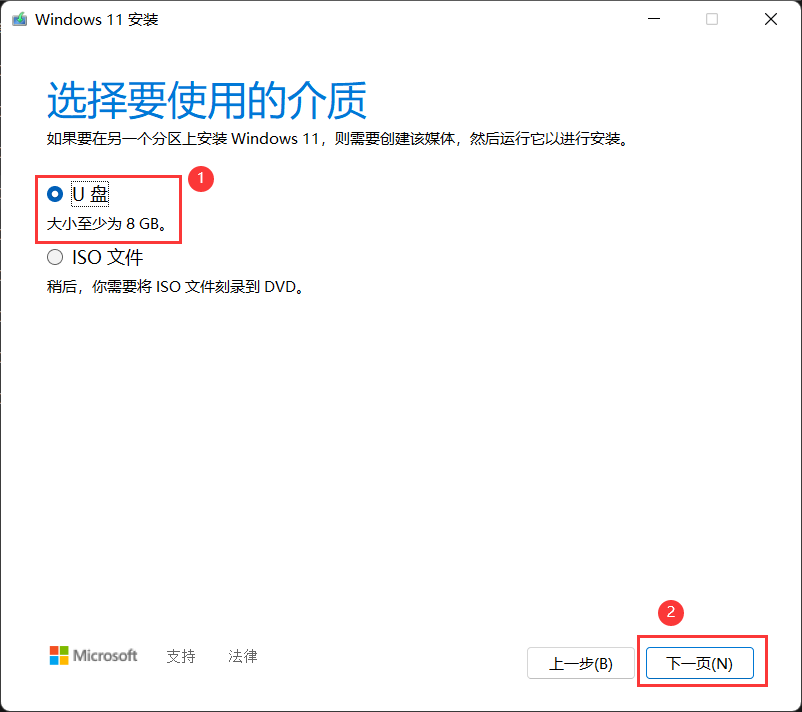 Windows 11 安装
选择要使用的介质
如果要在另一个分区上安装 Windows 11，则需要创建该媒体，然后运行它以进行安装。
U 盘
1
大小至少为 8 GB。
ISO 文件
稍后，你需要将 ISO 文件刻录到 DVD。
2
Microsoft 支持 法律 上一步(B) 下一页(N)